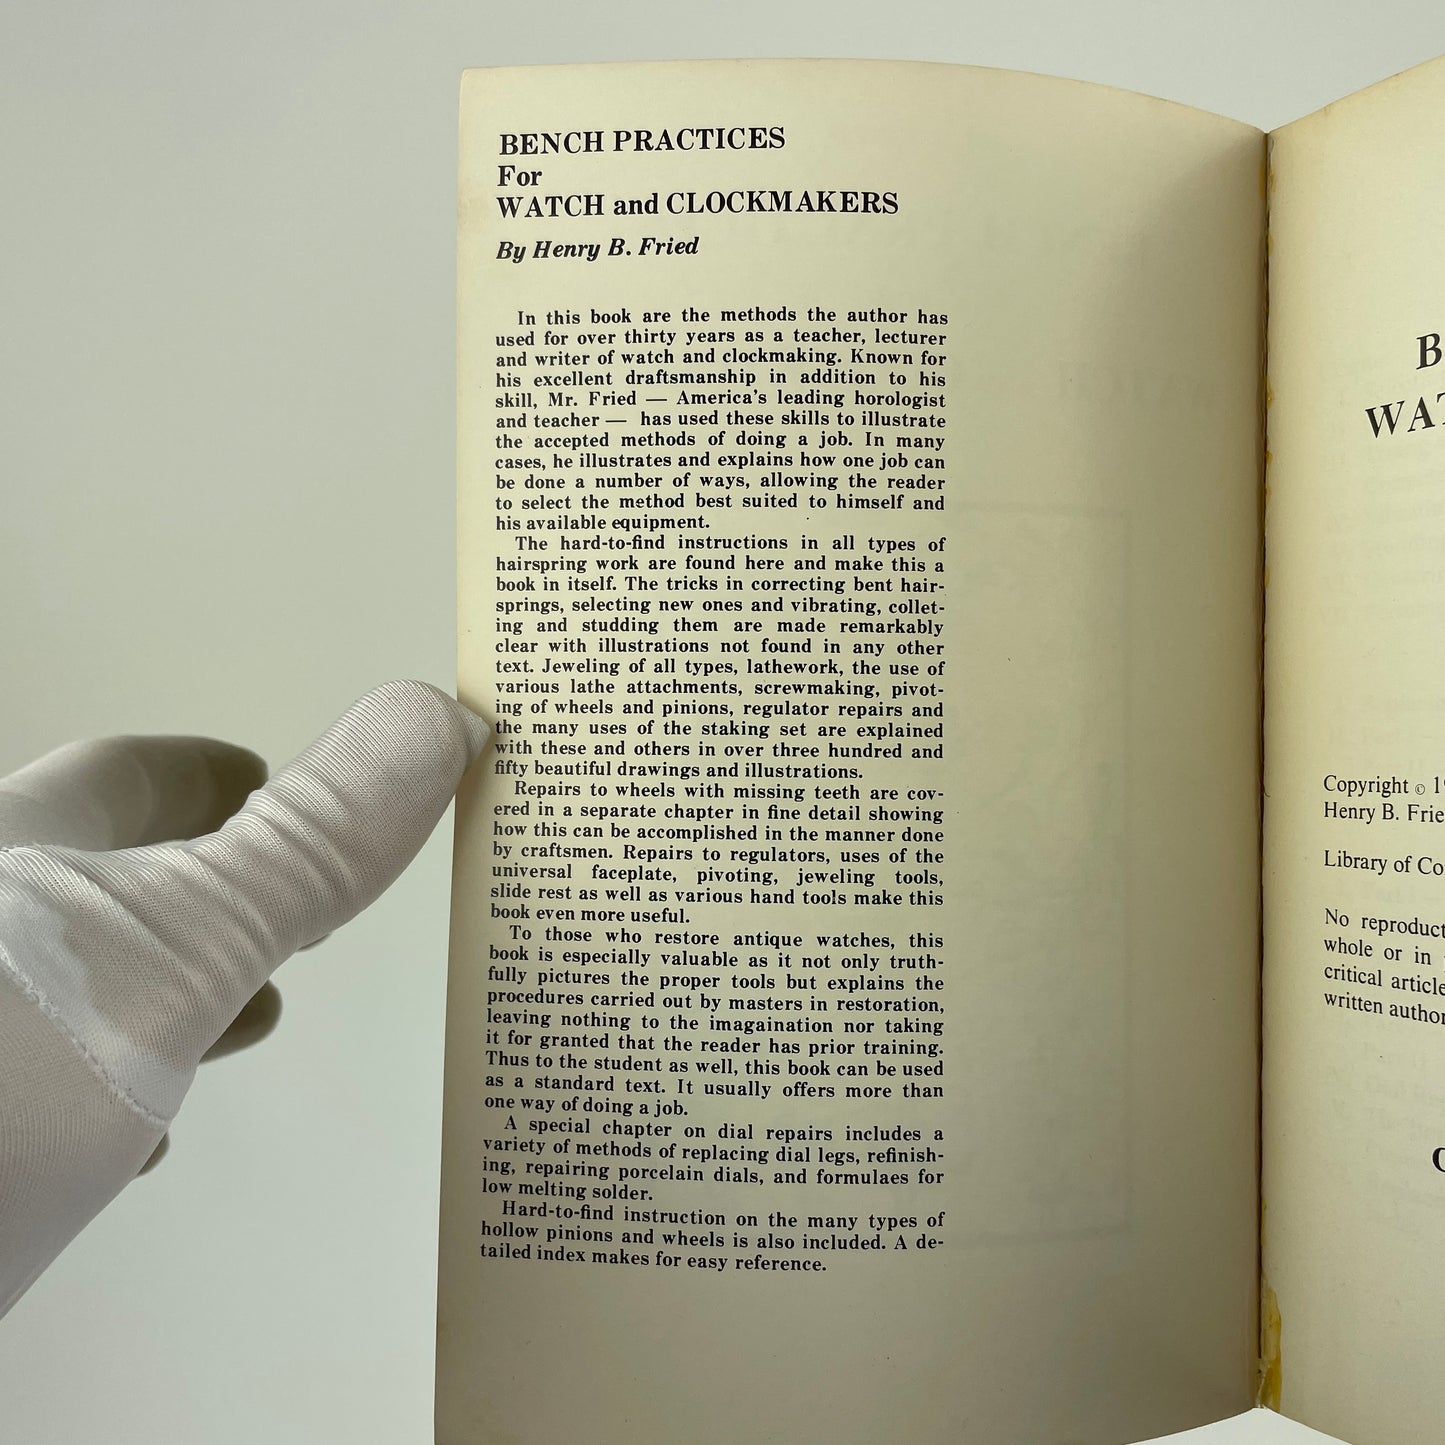 BENCH PRACTICES
For
WATCH and CLOCKMAKERS
By Henry B. Fried
In this book are the methods the author has
used for over thirty years as a teacher, lecturer
and writer of watch and clockmaking. Known for
his excellent draftsmanship in addition to his
skill, Mr. Fried — America's leading horologist
and teacher — has used these skills to illustrate
the accepted methods of doing a job. In many
cases, he illustrates and explains how one job can
be done a number of ways, allowing the reader
to select the method best suited to himself and
his available equipment.
The hard-to-find instructions in all types of
hairspring work are found here and make this a
book in itself. The tricks in correcting bent hair-
springs, selecting new ones and vibrating, collet-
ing and studding them are made remarkably
clear with illustrations not found in any other
text. Jeweling of all types, lathework, the use of
various lathe attachments, screwmaking, pivot-
ing of wheels and pinions, regulator repairs and
the many uses of the staking set are explained
with these and others in over three hundred and
fifty beautiful drawings and illustrations.
Repairs to wheels with missing teeth are cov-
ered in a separate chapter in fine detail showing
how this can be accomplished in the manner done
by craftsmen. Repairs to regulators, uses of the
universal faceplate, pivoting, jeweling tools,
slide rest as well as various hand tools make this
book even more useful.
To those who restore antique watches, this
book is especially valuable as it not only truth-
fully pictures the proper tools but explains the
procedures carried out by masters in restoration,
leaving nothing to the imagaination nor taking
it for granted that the reader has prior training.
Thus to the student as well, this book can be used
as a standard text. It usually offers more than
one way of doing a job.
A special chapter on dial repairs includes a
variety of methods of replacing dial legs, refinish-
ing, repairing porcelain dials, and formulaes for
low melting solder.
Hard-to-find instruction on the many types of
hollow pinions and wheels is also included. A de-
tailed index makes for easy reference.
B
WAT
Copyright © 1
Henry B. Frie
Library of Co
No reproduct
whole or in
critical article
written author